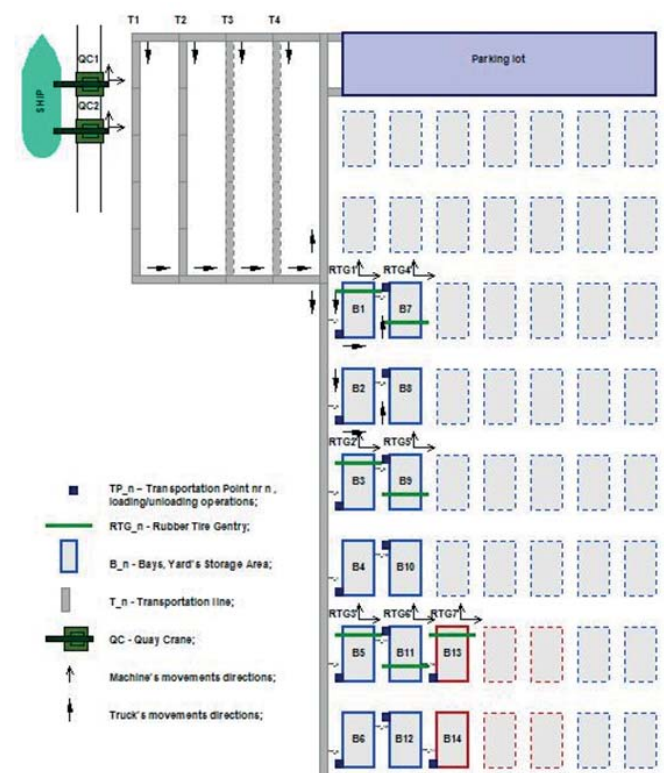 T1 T2 T3 T4
QC1
QC2
SHIP
Parking lot
RTG1 RTG4
B1 B7
B2 B8
RTG2 RTG5
B3 B9
B4 B10
RTG3 RTG6 RTG7
B5 B11 B13
B6 B12 B14
TP_n – Transportation Point nr n ,
loading/unloading operations;
RTG_n - Rubber Tire Gentry;
B_n - Bays, Yard's Storage Area;
T_n - Transportation line;
QC - Quay Crane;
Machine's movements directions;
Truck's movements directions;